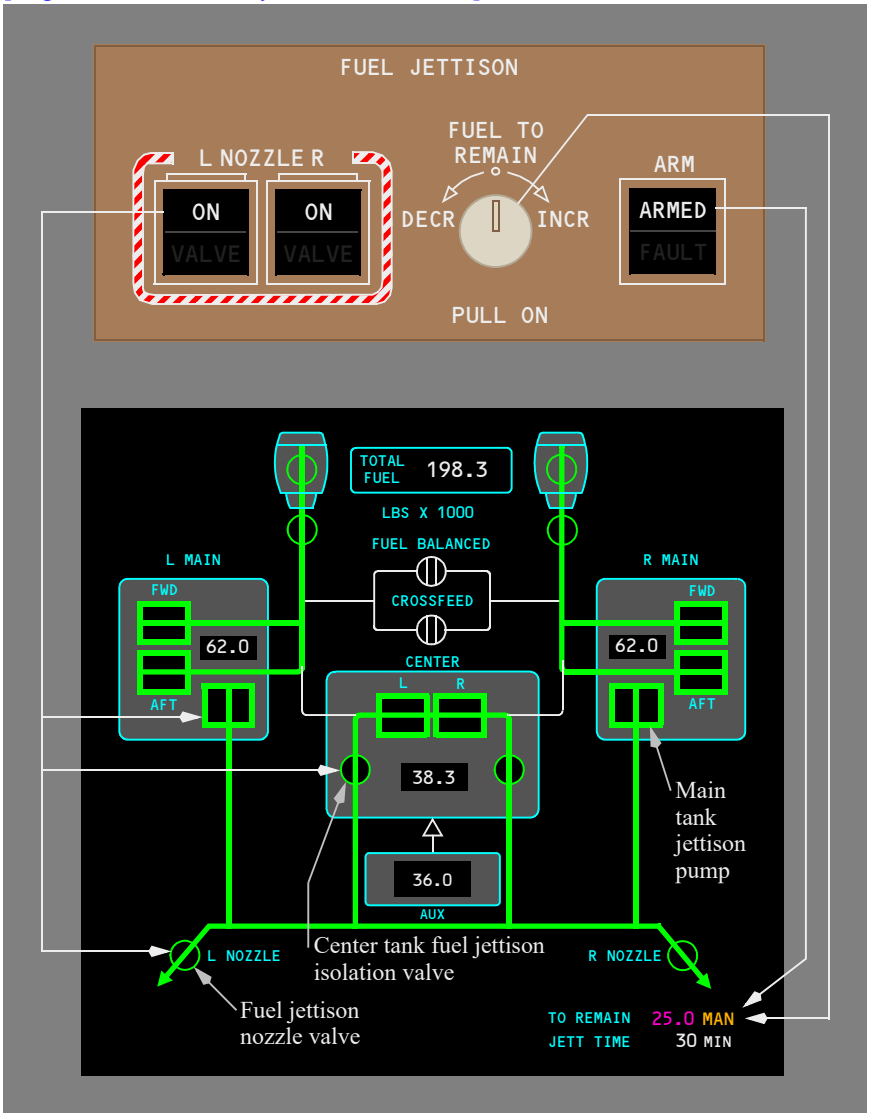 FUEL JETTISON
FUEL TO
REMAIN
L NOZZLE R
ARM
ON
ON
DECR
INCR
ARMED
VALVE
VALVE
FAULT
PULL ON
TOTAL
FUEL
198.3
LBS X 1000
FUEL BALANCED
L MAIN
R MAIN
FWD
FWD
CROSSFEED
62.0
62.0
CENTER
L
R
AFT
AFT
38.3
Main
tank
jettison
pump
36.0
AUX
Center tank fuel jettison
isolation valve
L NOZZLE
R NOZZLE
Fuel jettison
nozzle valve
TO REMAIN 25.0 MAN
JETT TIME 30 MIN